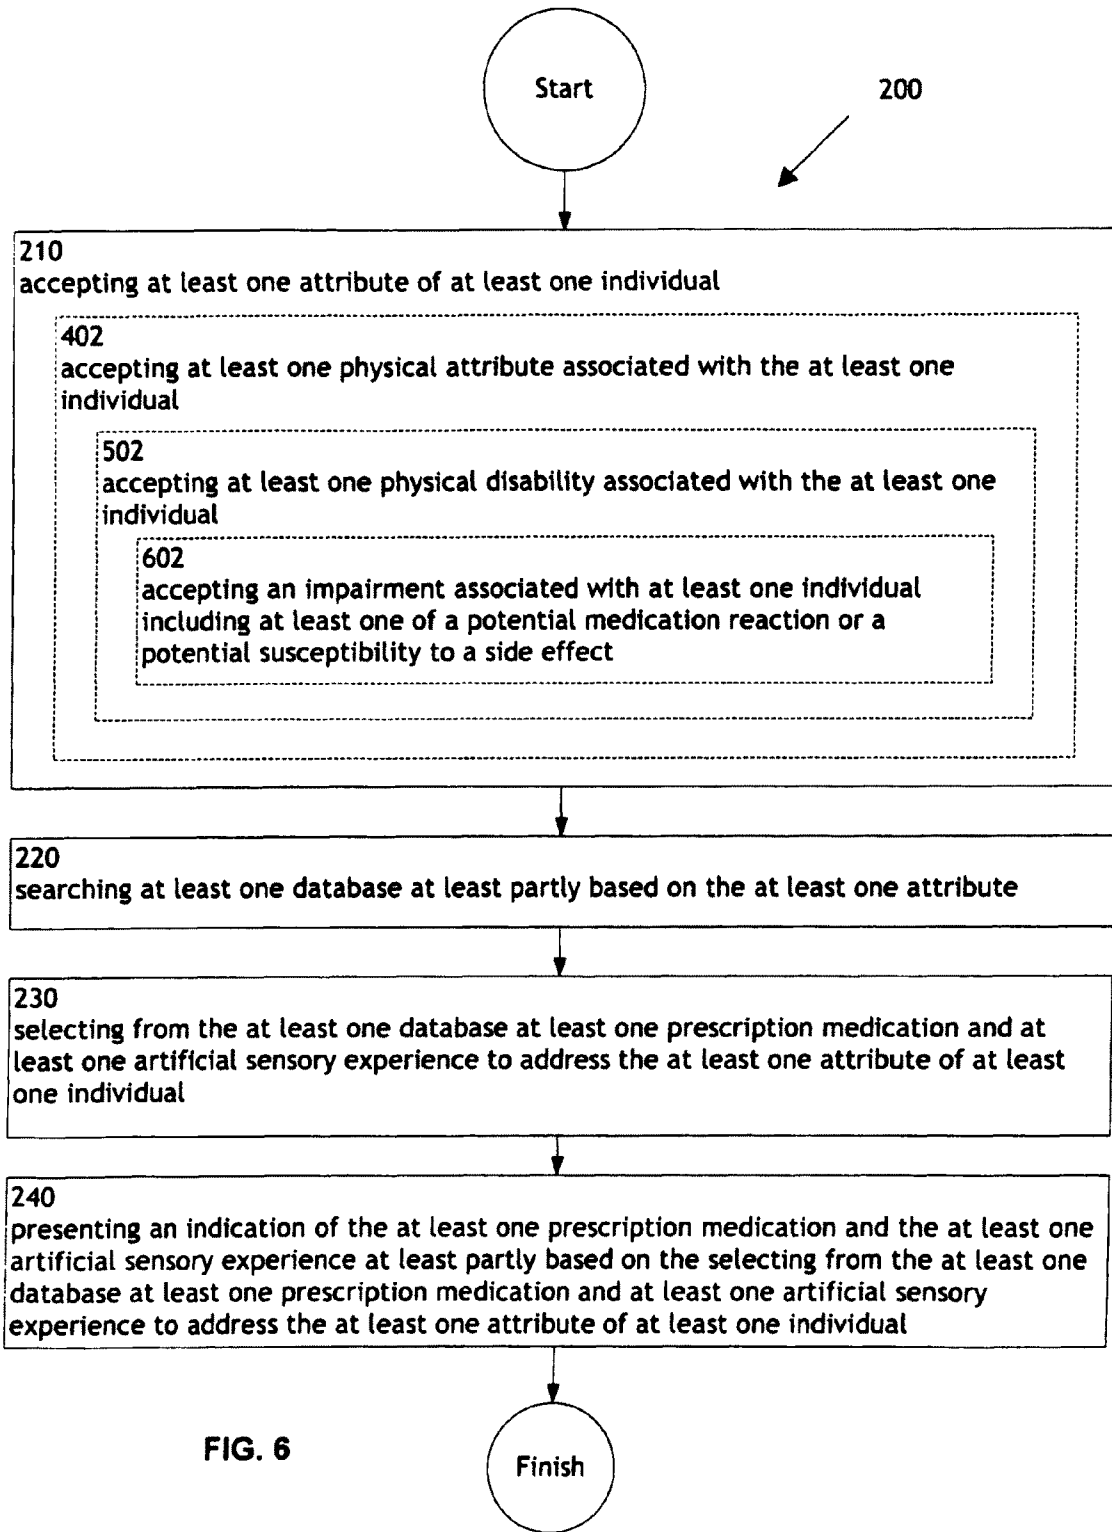 Start
200
210
accepting at least one attribute of at least one individual
402
accepting at least one physical attribute associated with the at least one
individual
502
accepting at least one physical disability associated with the at least one
individual
602
accepting an impairment associated with at least one individual
including at least one of a potential medication reaction or a
potential susceptibility to a side effect
220
searching at least one database at least partly based on the at least one attribute
230
selecting from the at least one database at least one prescription medication and at
least one artificial sensory experience to address the at least one attribute of at least
one individual
240
presenting an indication of the at least one prescription medication and the at least one
artificial sensory experience at least partly based on the selecting from the at least one
database at least one prescription medication and at least one artificial sensory
experience to address the at least one attribute of at least one individual
FIG. 6
Finish